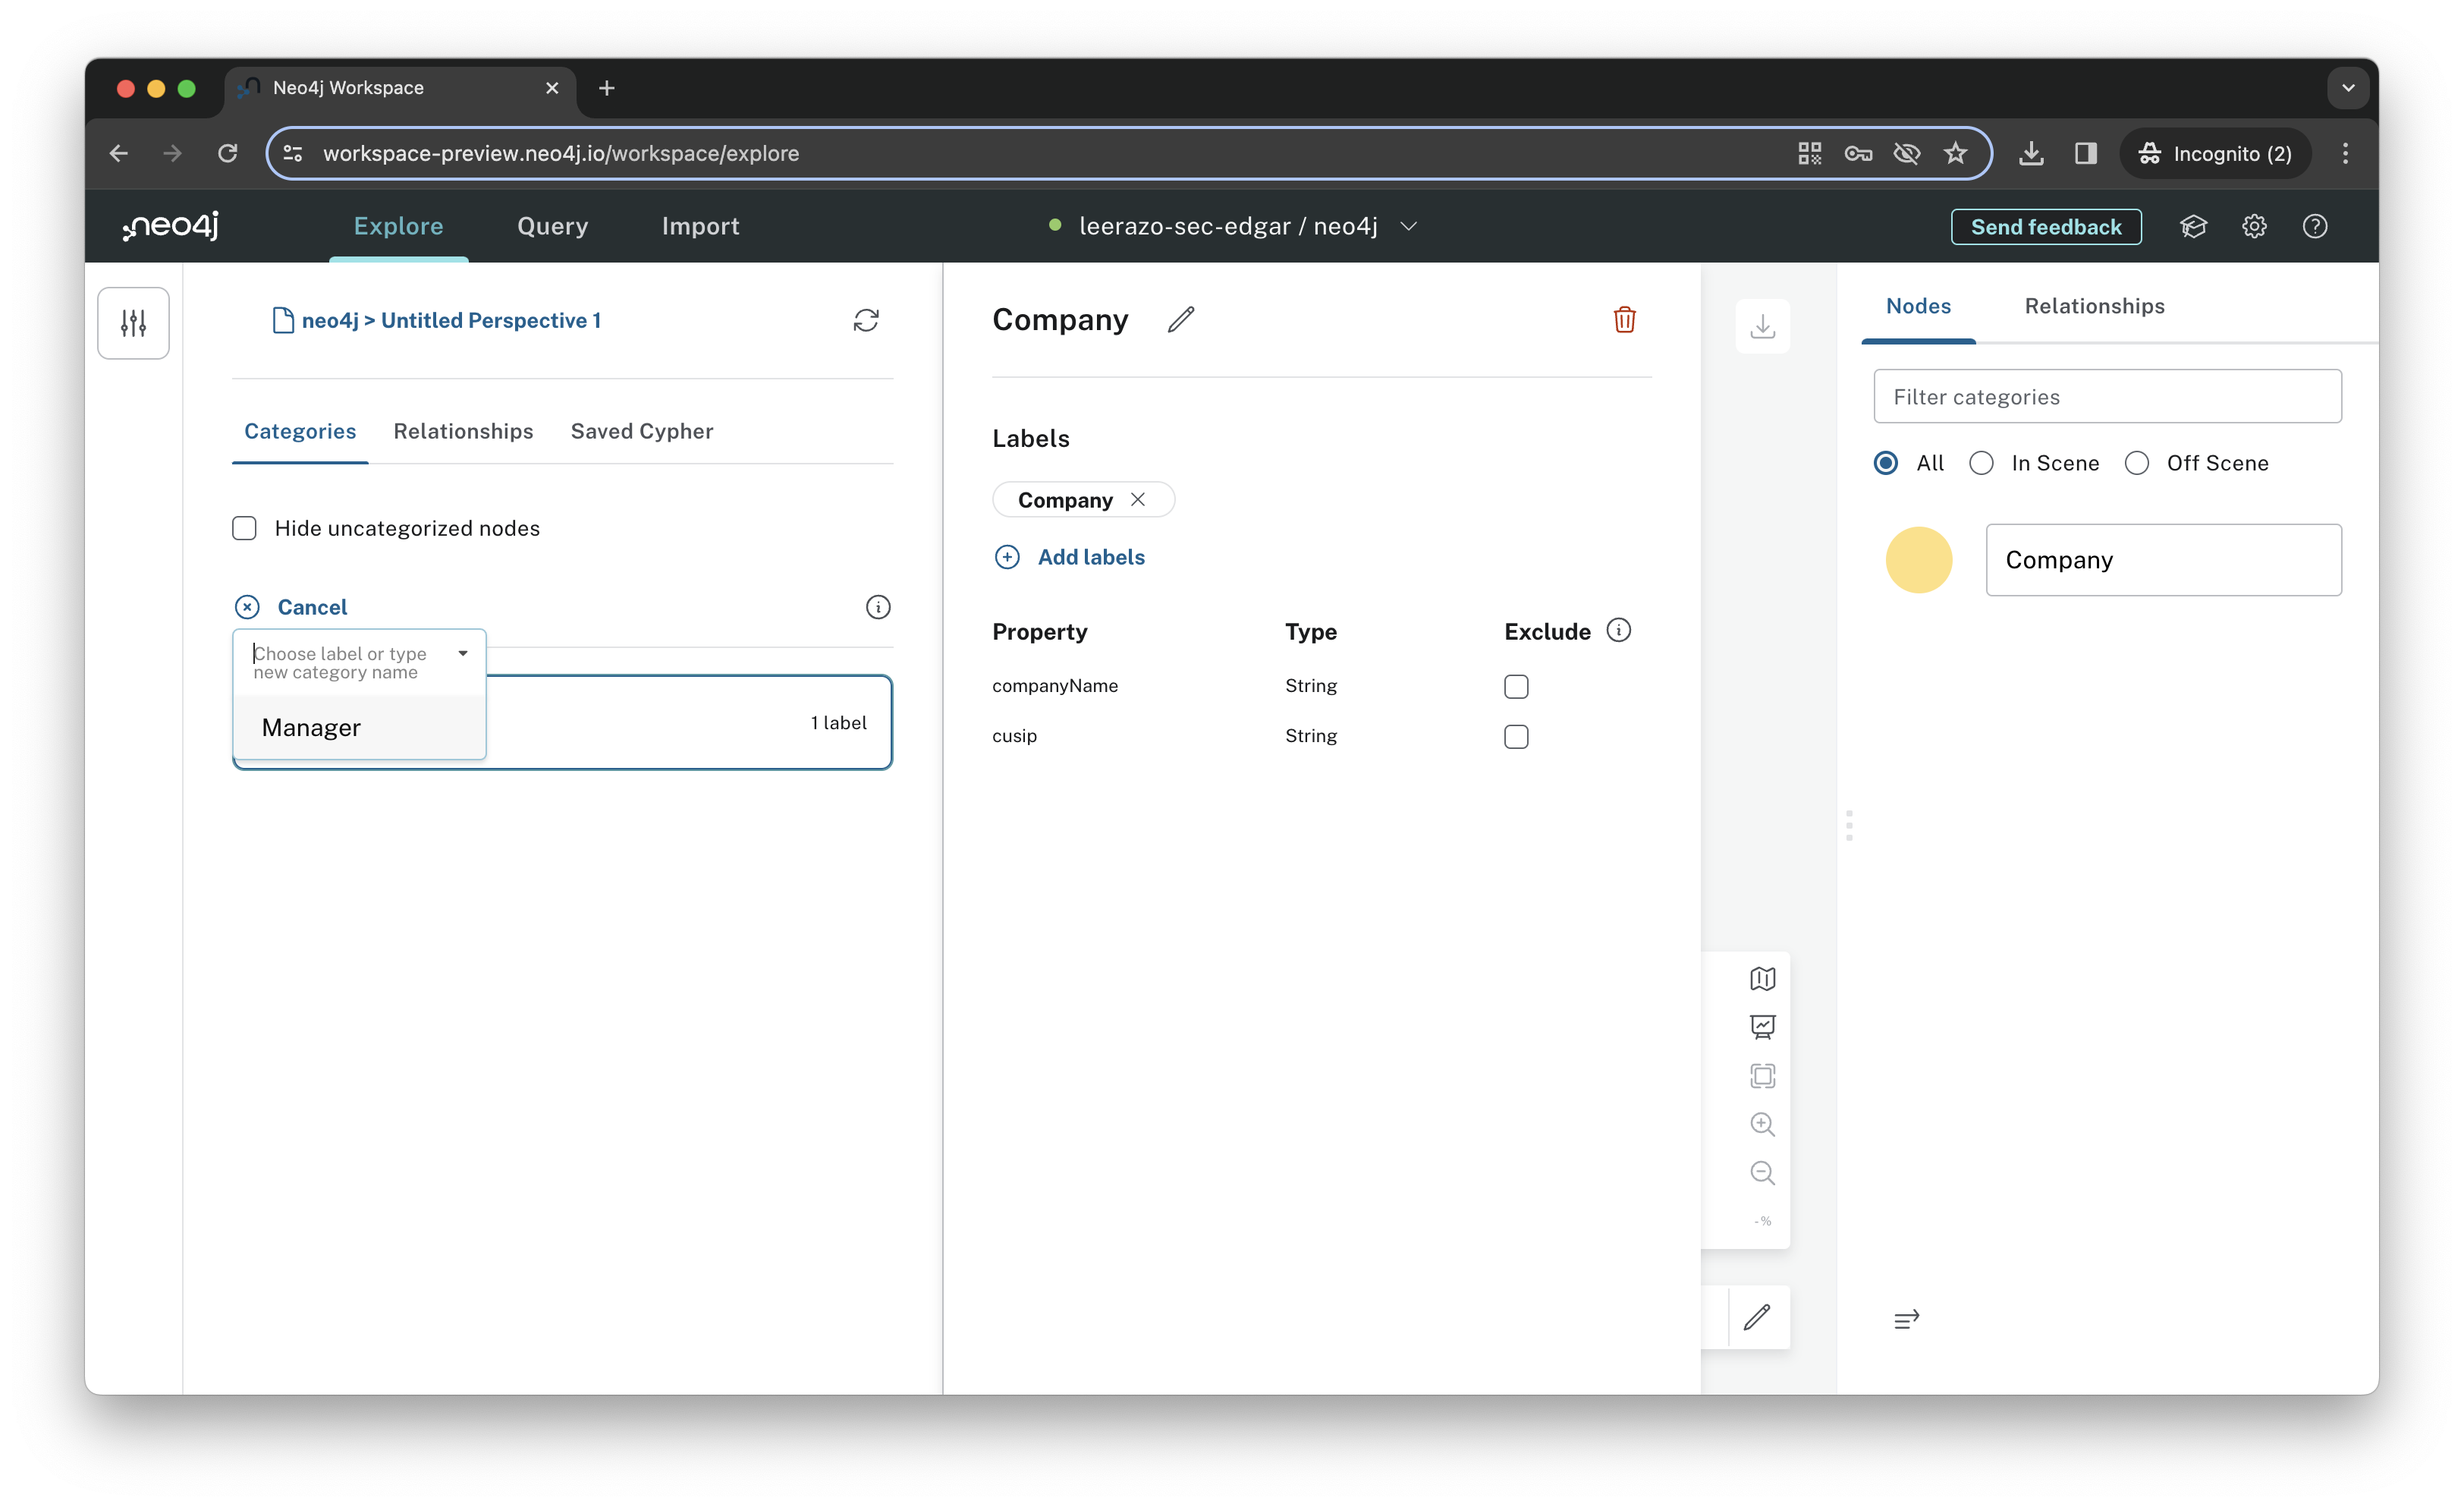 Neo4j Workspace
workspace-preview.neo4j.io/workspace/explore
Incognito (2)
neo4j
Explore
Query
Import
leerazo-sec-edgar / neo4j
Send feedback
neo4j > Untitled Perspective 1
Categories
Relationships
Saved Cypher
Hide uncategorized nodes
Cancel
Choose label or type
new category name
Manager
1 label
Company
Labels
Company
Add labels
Property Type Exclude
companyName String
cusip String
- %
Nodes
Relationships
Filter categories
All In Scene Off Scene
Company